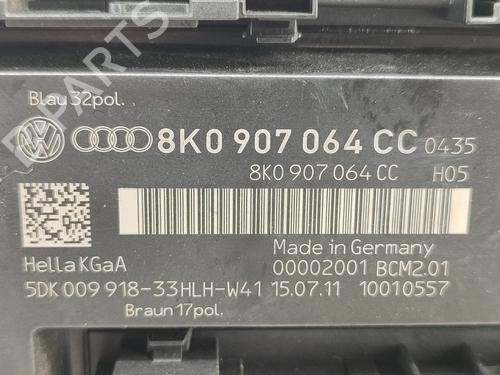 Blau 32pol.
8K0 907 064 CC 0435
8K0 907 064 CC H05
Made in Germany
Hella KGaA 00002001 BCM2.01
5DK 009 918-33HLH-W41 15.07.11 10010557
Braun 17pol.